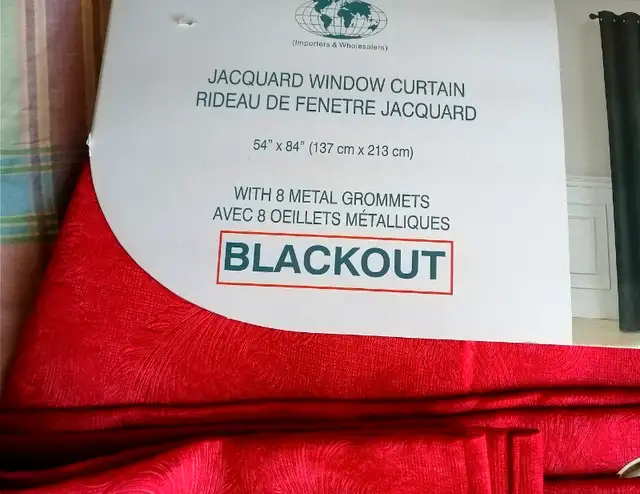 (Importers & Wholesalers)
JACQUARD WINDOW CURTAIN
RIDEAU DE FENETRE JACQUARD
54" x 84" (137 cm x 213 cm)
WITH 8 METAL GROMMETS
AVEC 8 OEILLETS MÉTALLIQUES
BLACKOUT